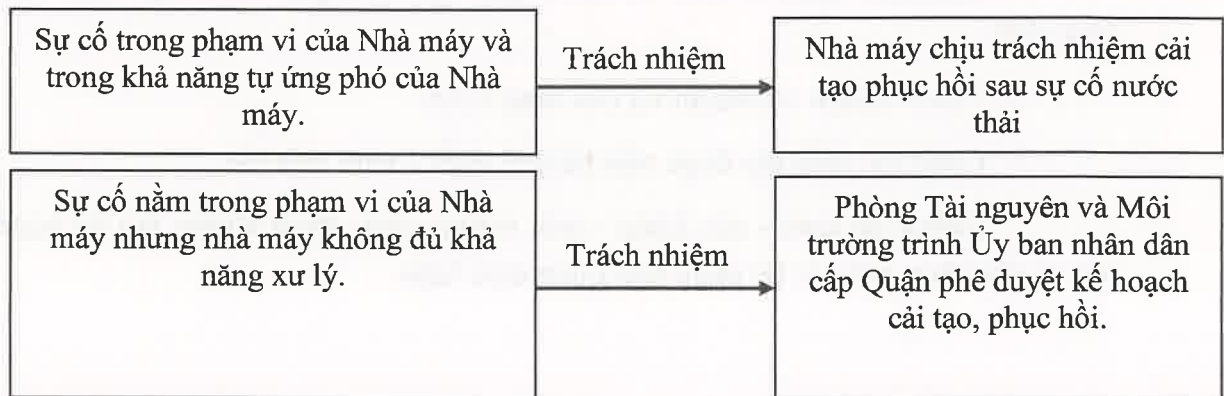 Sự cố trong phạm vi của Nhà máy và
trong khả năng tự ứng phó của Nhà
máy.
Trách nhiệm
Nhà máy chịu trách nhiệm cải
tạo phục hồi sau sự cố nước
thải
Sự cố nằm trong phạm vi của Nhà
máy nhưng nhà máy không đủ khả
năng xư lý.
Trách nhiệm
Phòng Tài nguyên và Môi
trường trình Ủy ban nhân dân
cấp Quận phê duyệt kế hoạch
cải tạo, phục hồi.